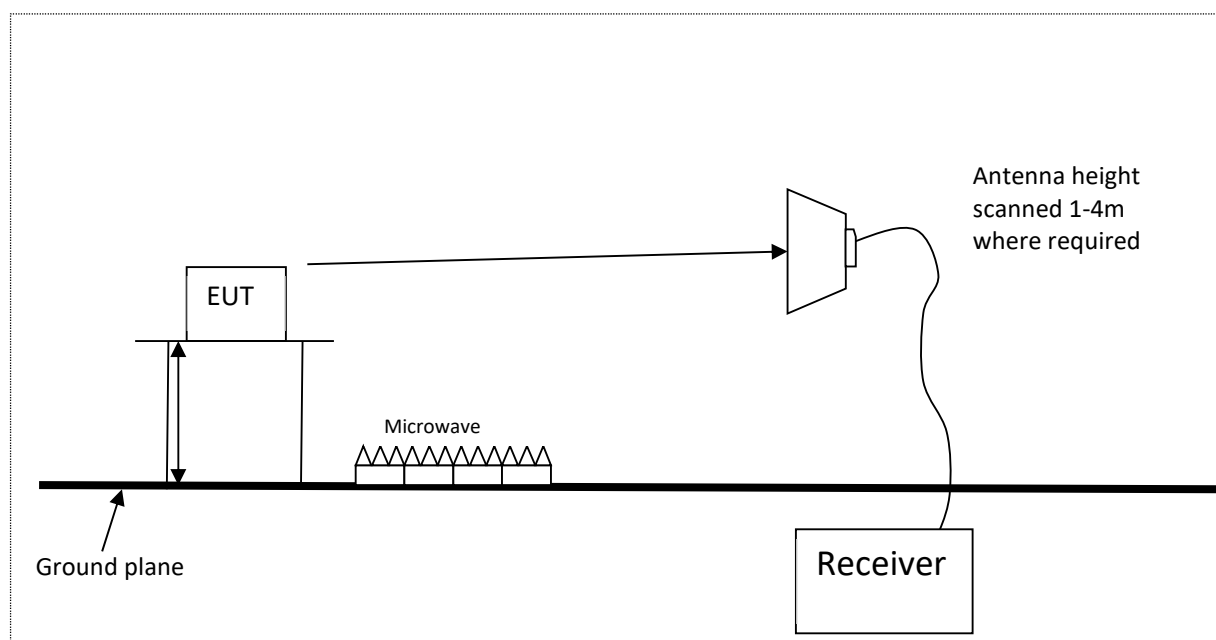 Antenna height
scanned 1-4m
where required
EUT
Microwave
Ground plane
Receiver